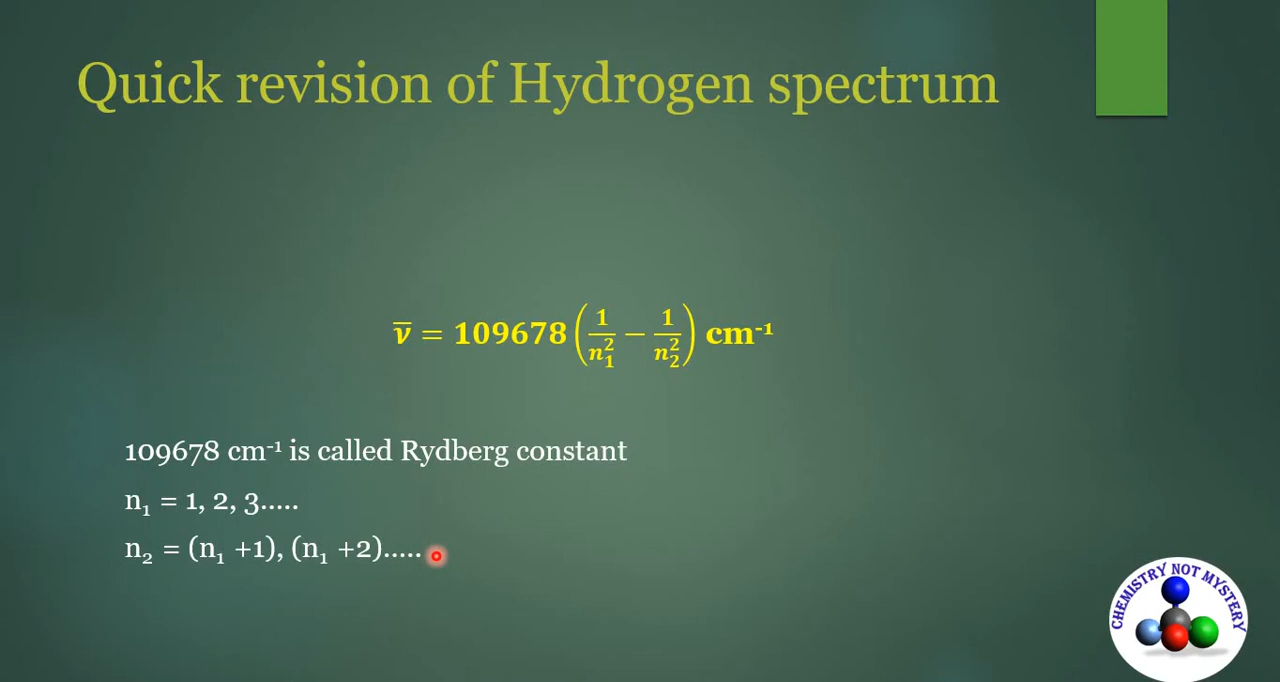 Quick revision of Hydrogen spectrum
ν̅ = 109678 (1/n₁² − 1/n₂²) cm⁻¹
109678 cm⁻¹ is called Rydberg constant
n₁ = 1, 2, 3.....
n₂ = (n₁ +1), (n₁ +2).....
CHEMISTRY NOT MYSTERY